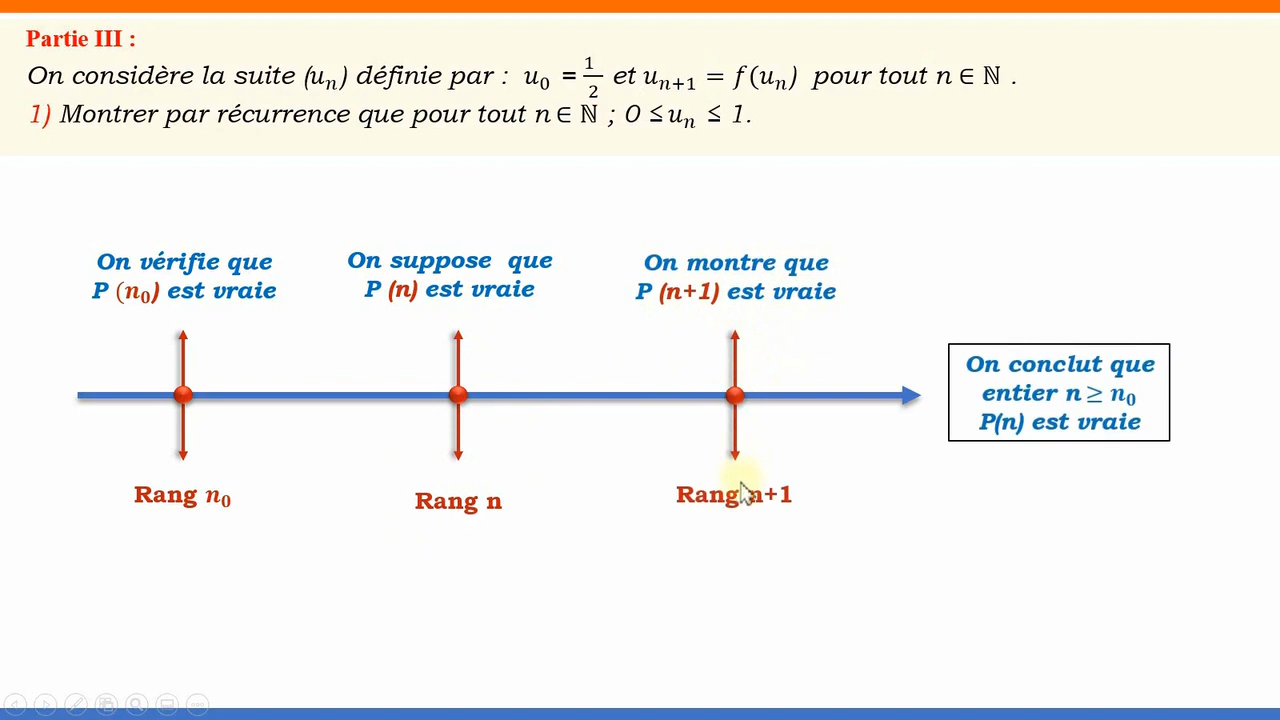 Partie III :
On considère la suite (uₙ) définie par : u₀ = 1/2 et uₙ₊₁ = f(uₙ) pour tout n ∈ ℕ .
1) Montrer par récurrence que pour tout n ∈ ℕ ; 0 ≤ uₙ ≤ 1.
On vérifie que
P (n₀) est vraie
On suppose que
P (n) est vraie
On montre que
P (n+1) est vraie
On conclut que
entier n ≥ n₀
P(n) est vraie
Rang n₀
Rang n
Rang n+1